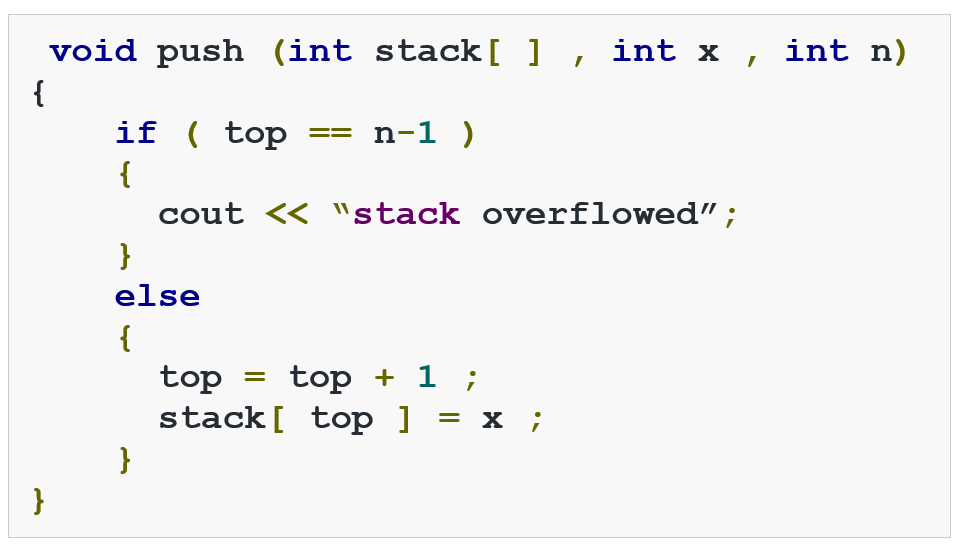 void push (int stack[ ] , int x , int n)
{
if ( top == n-1 )
{
cout << “stack overflowed”;
}
else
{
top = top + 1 ;
stack[ top ] = x ;
}
}